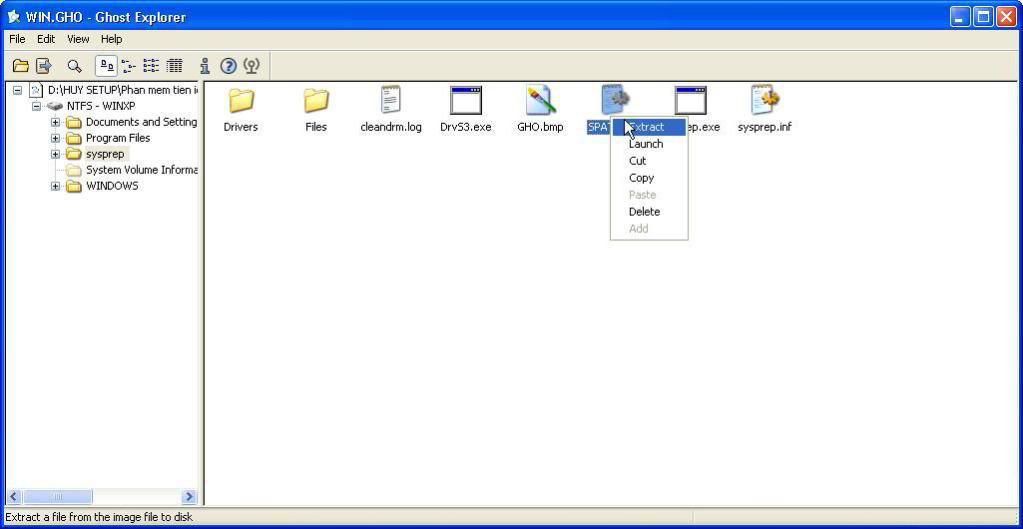 WIN.GHO - Ghost Explorer
File Edit View Help
D:\HUY SETUP\Phan mem tien
NTFS - WINXP
Documents and Setting
Program Files
sysprep
System Volume Informa
WINDOWS
Drivers Files cleandrm.log DrvS3.exe GHO.bmp SPAT ep.exe sysprep.inf
Extract
Launch
Cut
Copy
Paste
Delete
Add
Extract a file from the image file to disk